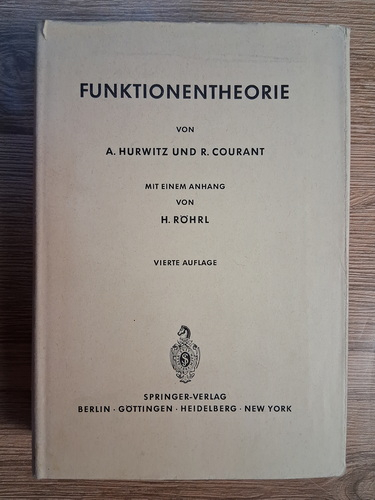 FUNKTIONENTHEORIE
VON
A. HURWITZ UND R. COURANT
MIT EINEM ANHANG
VON
H. RÖHRL
VIERTE AUFLAGE
SPRINGER-VERLAG
BERLIN · GÖTTINGEN · HEIDELBERG · NEW YORK